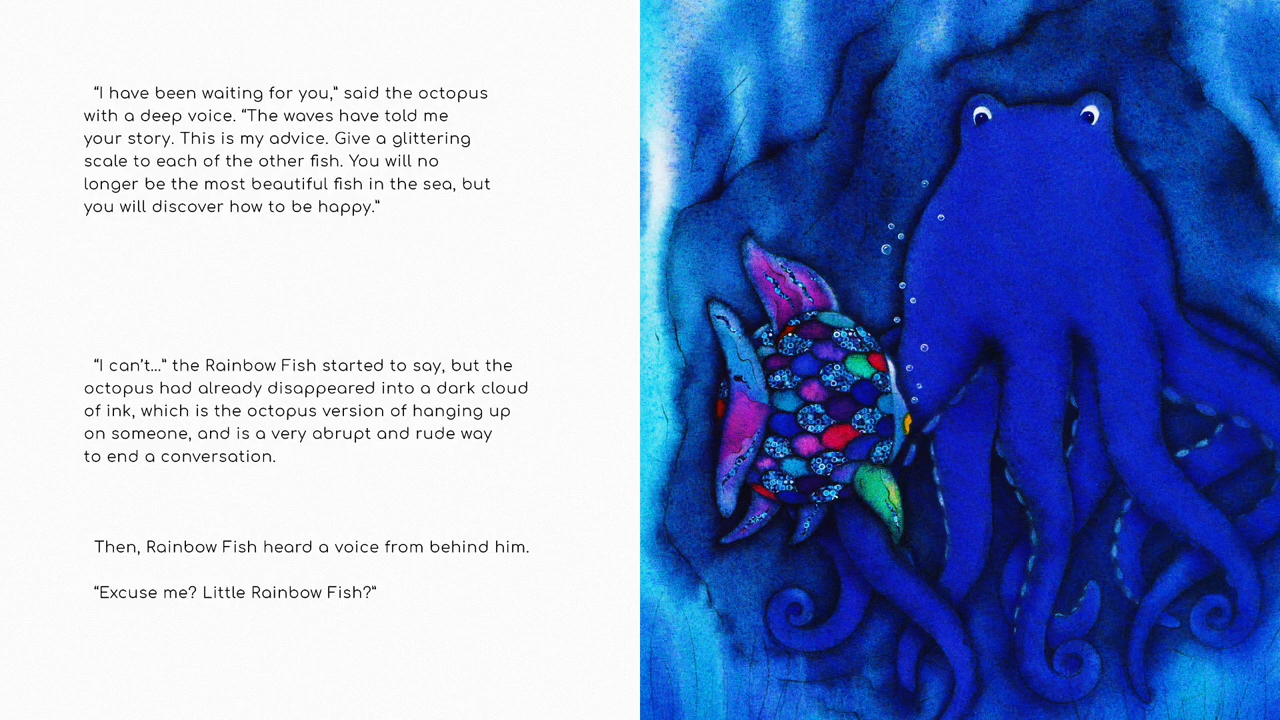 “I have been waiting for you,” said the octopus
with a deep voice. “The waves have told me
your story. This is my advice. Give a glittering
scale to each of the other fish. You will no
longer be the most beautiful fish in the sea, but
you will discover how to be happy.”
“I can’t...” the Rainbow Fish started to say, but the
octopus had already disappeared into a dark cloud
of ink, which is the octopus version of hanging up
on someone, and is a very abrupt and rude way
to end a conversation.
Then, Rainbow Fish heard a voice from behind him.
“Excuse me? Little Rainbow Fish?”